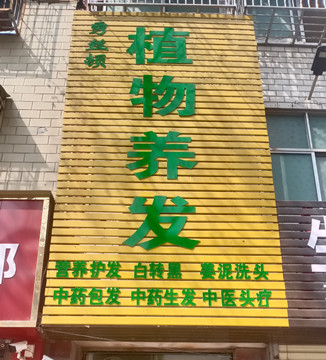 植物养发
营养护发 白转黑 姜泥洗头
中药包发 中药生发 中医头疗